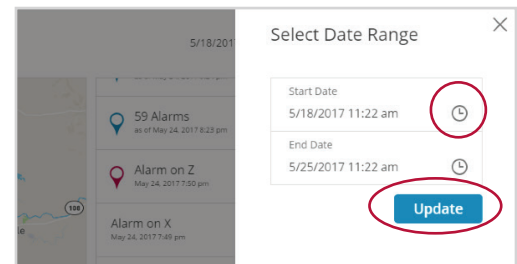 5/18/201
59 Alarms
as of May 24, 2017 8:23 pm
Alarm on Z
May 24, 2017 7:50 pm
108
le
Alarm on X
May 24, 2017 7:49 pm
Select Date Range
Start Date
5/18/2017 11:22 am
End Date
5/25/2017 11:22 am
Update